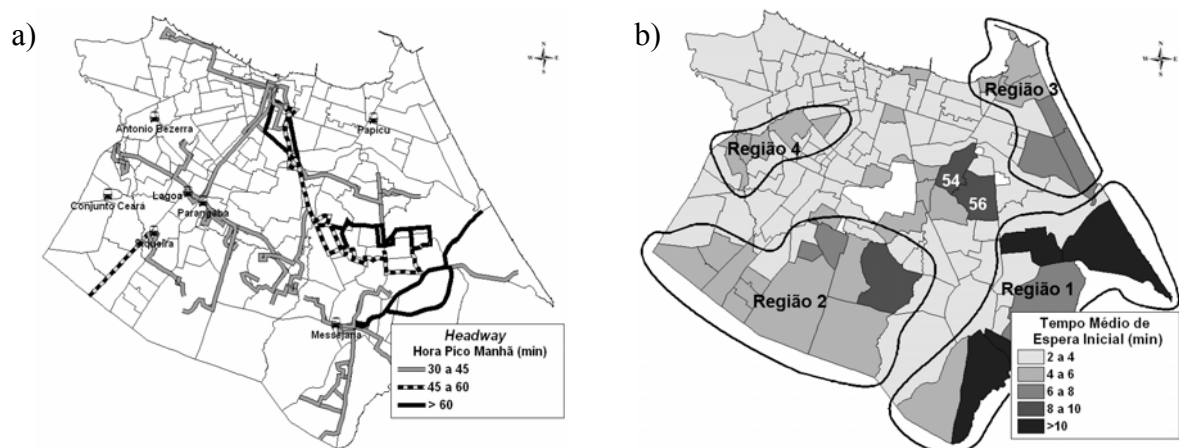 a)
N
W E
S
Antonio Bezerra
Papicu
Lagoa
Conjunto Ceará
Parangaba
Siqueira
Messejana
Headway
Hora Pico Manhã (min)
30 a 45
45 a 60
> 60
b)
N
W E
S
Região 3
Região 4
54
56
Região 2
Região 1
Tempo Médio de
Espera Inicial (min)
2 a 4
4 a 6
6 a 8
8 a 10
>10